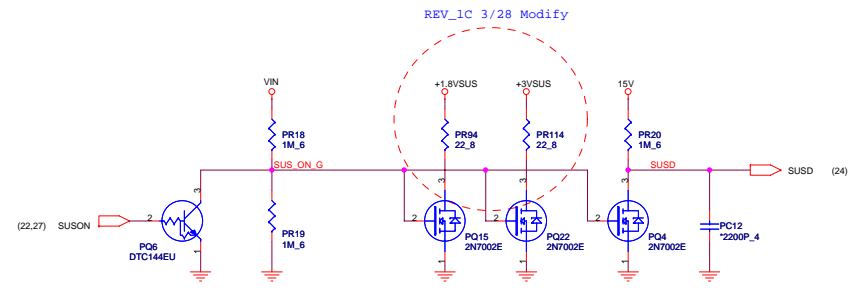 REV_1C 3/28 Modify
VIN
+1.8VSUS
+3VSUS
15V
PR18
1M_6
PR94
22_8
PR114
22_8
PR20
1M_6
SUS_ON_G
SUSD
SUSD (24)
3
3
3
3
(22,27) SUSON
2
2
2
2
PR19
1M_6
PQ6
DTC144EU
1
PQ15
2N7002E
1
PQ22
2N7002E
1
PQ4
2N7002E
1
PC12
*2200P_4